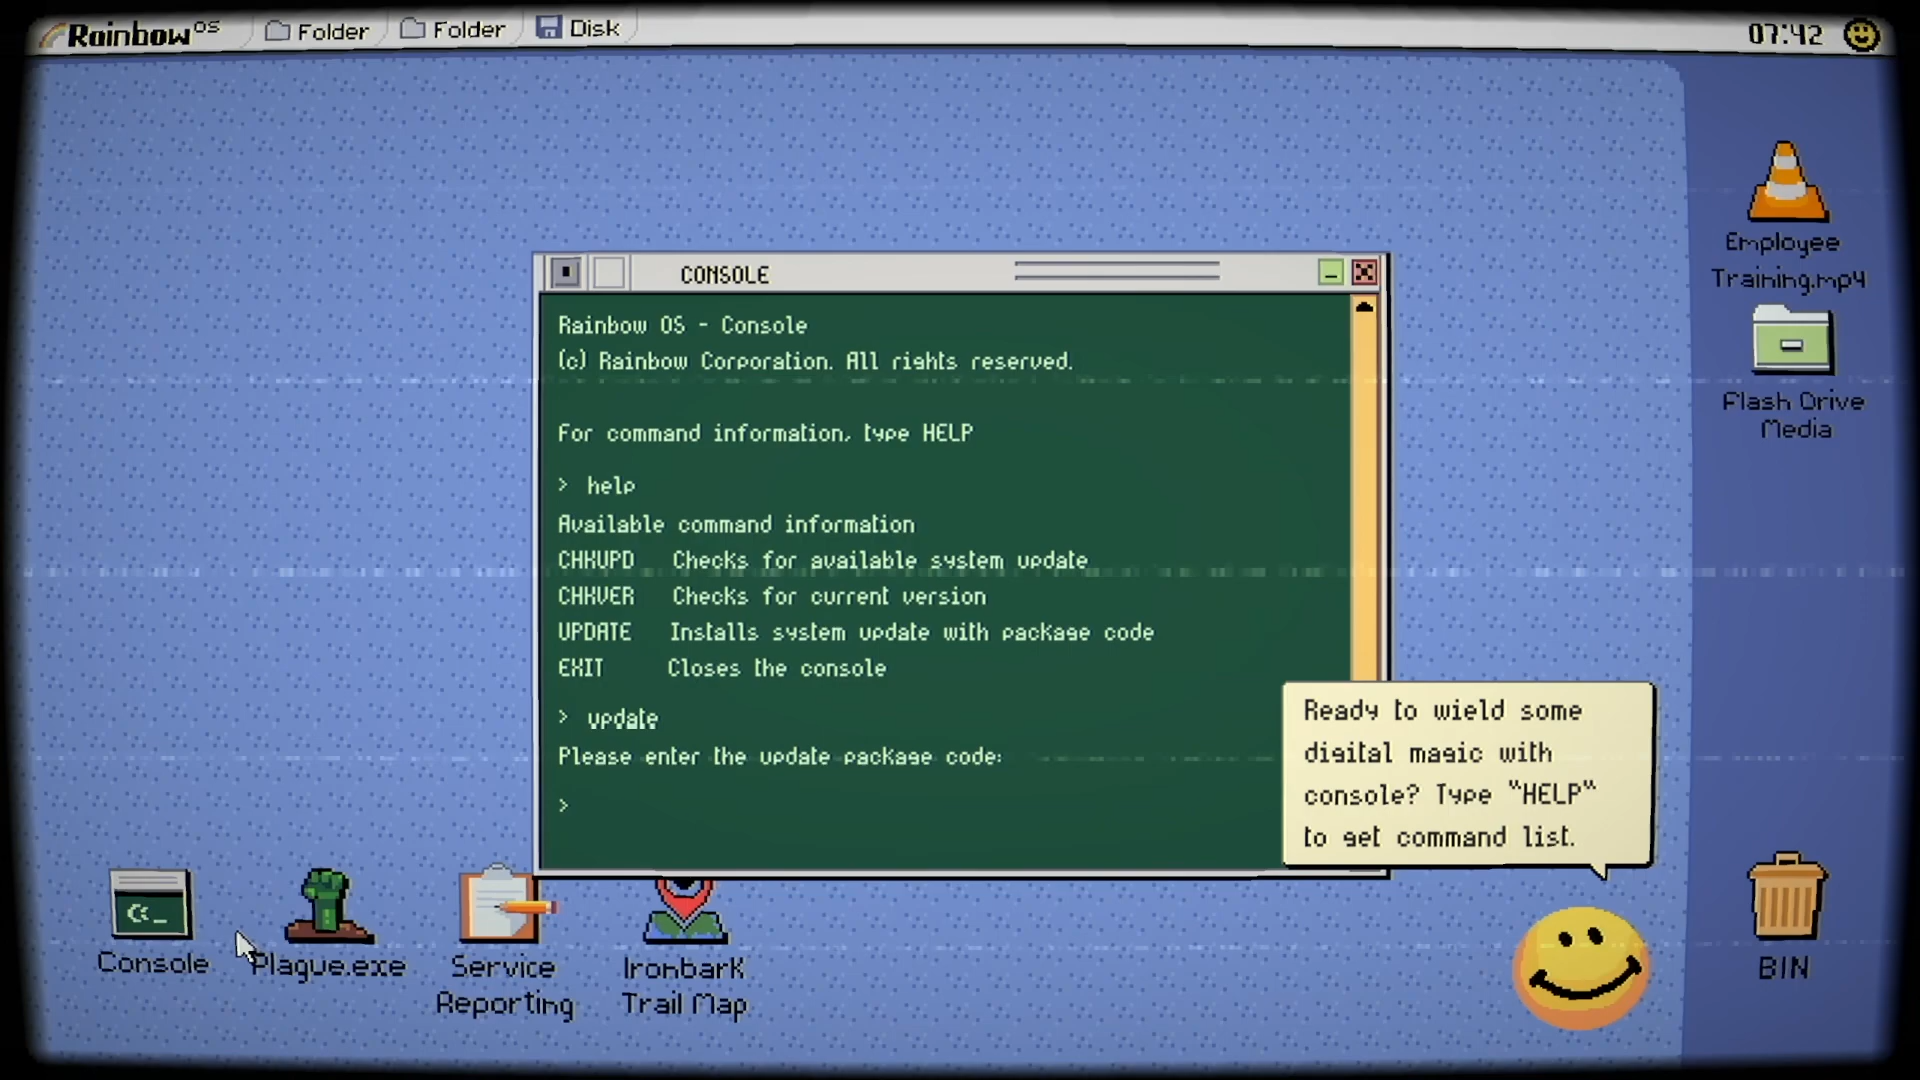 Rainbow OS
Folder
Folder
Disk
07:42
Employee
Training.mp4
Flash Drive
Media
CONSOLE
Rainbow OS - Console
(c) Rainbow Corporation. All rights reserved.
For command information, type HELP
> help
Available command information
CHKUPD Checks for available system update
CHKVER Checks for current version
UPDATE Installs system update with package code
EXIT Closes the console
> update
Please enter the update package code:
>
Ready to wield some
digital magic with
console? Type "HELP"
to get command list.
Console
Plague.exe
Service
Reporting
Ironbark
Trail Map
BIN